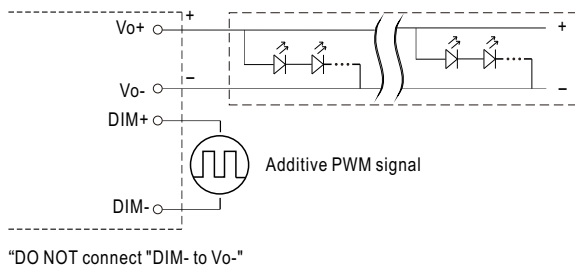 Vo+
+
+
Vo-
−
−
DIM+
Additive PWM signal
DIM-
“DO NOT connect "DIM- to Vo-"